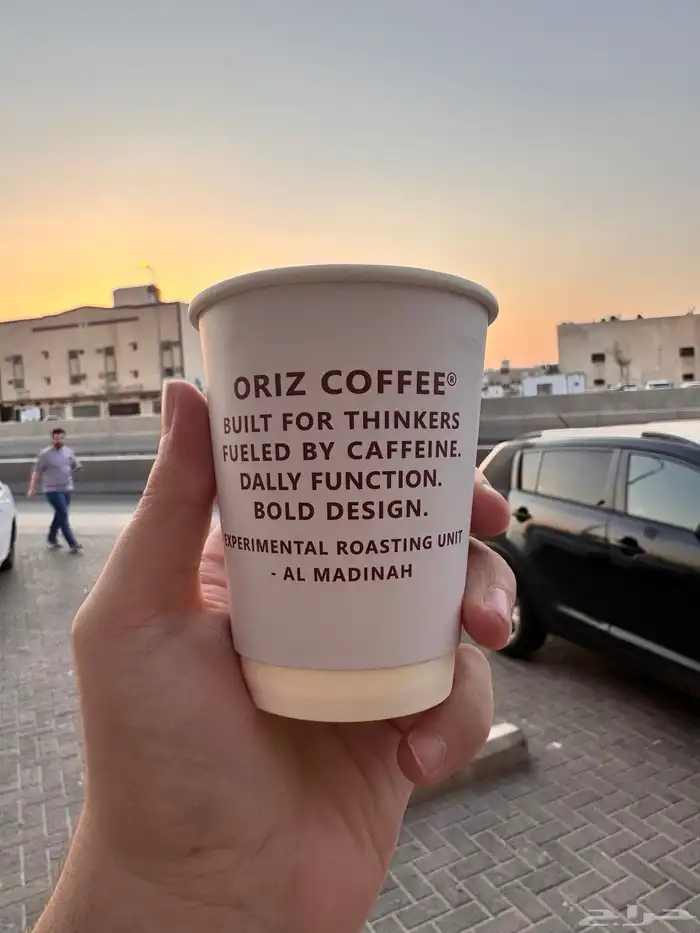 ORIZ COFFEE®
BUILT FOR THINKERS
FUELED BY CAFFEINE.
DALLY FUNCTION.
BOLD DESIGN.
EXPERIMENTAL ROASTING UNIT
- AL MADINAH
حراج